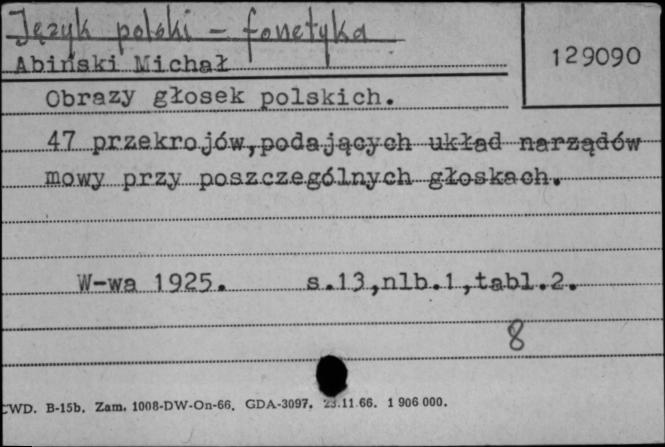 Język polski - fonetyka
129090
Abiński Michał
Obrazy głosek polskich.
47 przekrojów,podających układ narządów
mowy przy poszczególnych głoskach.
W-wa 1925. s.13,nlb.1,tabl.2.
8
CWD. B-15b. Zam. 1008-DW-On-66. GDA-3097. 23.11.66. 1 906 000.